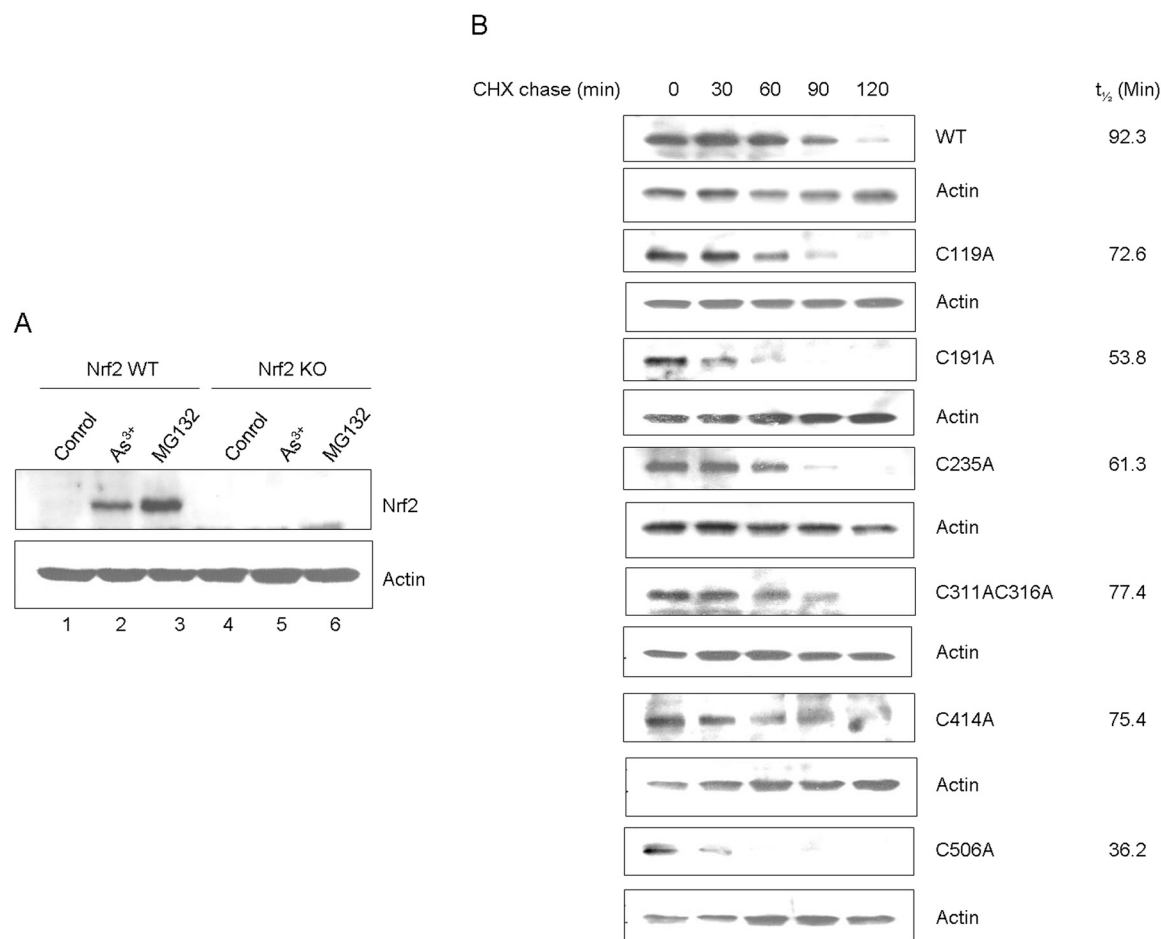 A
Nrf2 WT Nrf2 KO
Conrol As3+ MG132 Conrol As3+ MG132
Nrf2
Actin
1 2 3 4 5 6
B
CHX chase (min) 0 30 60 90 120 t½ (Min)
WT 92.3
Actin
C119A 72.6
Actin
C191A 53.8
Actin
C235A 61.3
Actin
C311AC316A 77.4
Actin
C414A 75.4
Actin
C506A 36.2
Actin